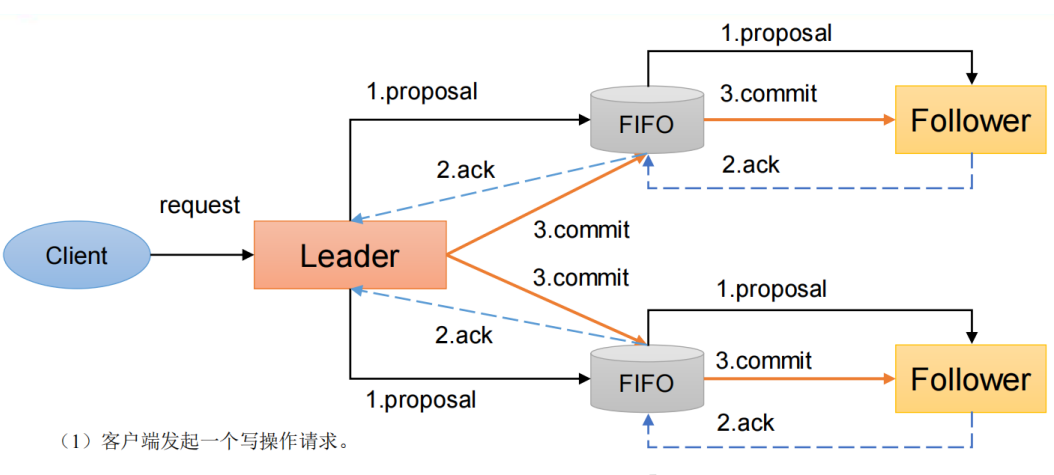 1.proposal
1.proposal
3.commit
FIFO
Follower
2.ack
2.ack
request
3.commit
Client
Leader
3.commit
1.proposal
2.ack
3.commit
FIFO
Follower
1.proposal
2.ack
（1）客户端发起一个写操作请求。